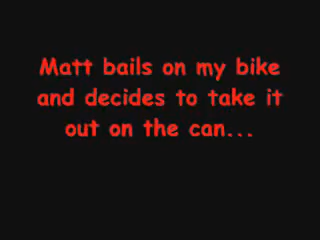 Matt bails on my bike
and decides to take it
out on the can...